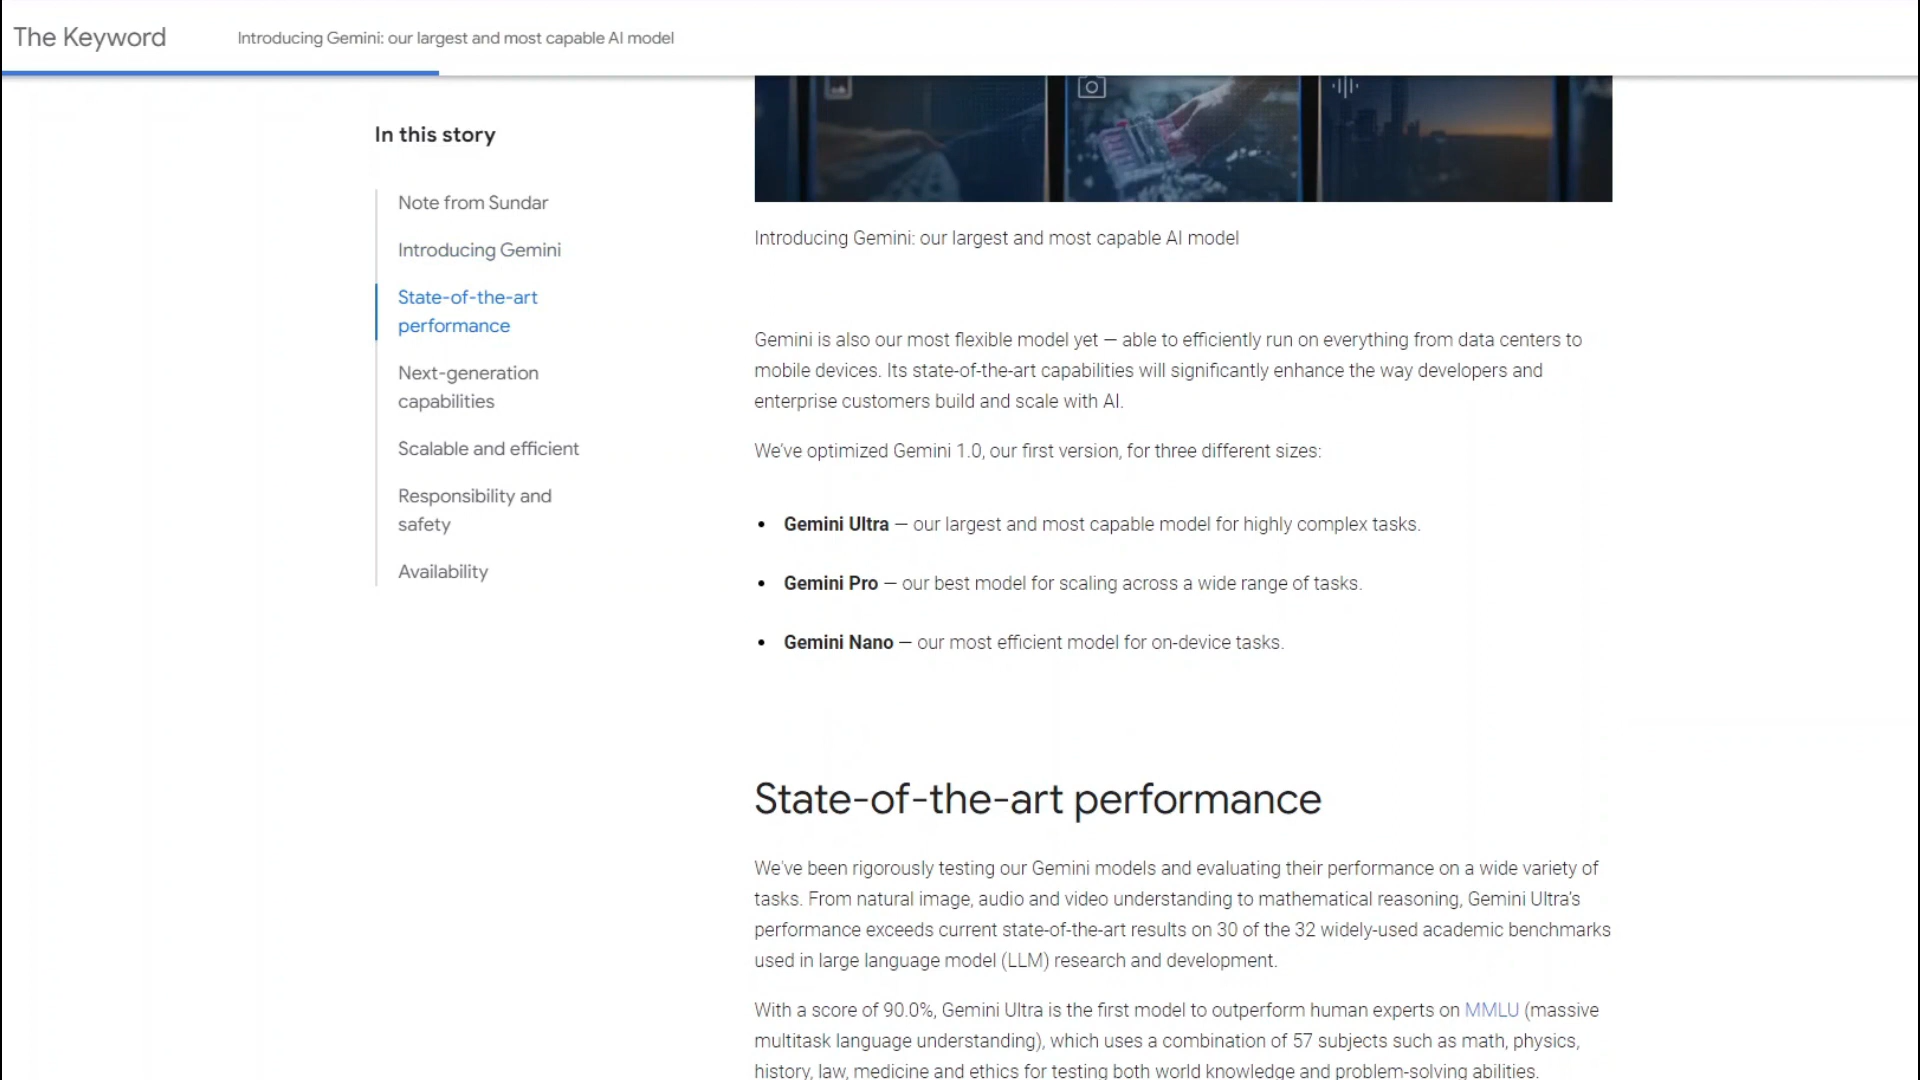 The Keyword
Introducing Gemini: our largest and most capable AI model
In this story
Note from Sundar
Introducing Gemini
State-of-the-art
performance
Next-generation
capabilities
Scalable and efficient
Responsibility and
safety
Availability
Introducing Gemini: our largest and most capable AI model
Gemini is also our most flexible model yet — able to efficiently run on everything from data centers to
mobile devices. Its state-of-the-art capabilities will significantly enhance the way developers and
enterprise customers build and scale with AI.
We've optimized Gemini 1.0, our first version, for three different sizes:
• Gemini Ultra — our largest and most capable model for highly complex tasks.
• Gemini Pro — our best model for scaling across a wide range of tasks.
• Gemini Nano — our most efficient model for on-device tasks.
State-of-the-art performance
We've been rigorously testing our Gemini models and evaluating their performance on a wide variety of
tasks. From natural image, audio and video understanding to mathematical reasoning, Gemini Ultra's
performance exceeds current state-of-the-art results on 30 of the 32 widely-used academic benchmarks
used in large language model (LLM) research and development.
With a score of 90.0%, Gemini Ultra is the first model to outperform human experts on MMLU (massive
multitask language understanding), which uses a combination of 57 subjects such as math, physics,
history, law, medicine and ethics for testing both world knowledge and problem-solving abilities.